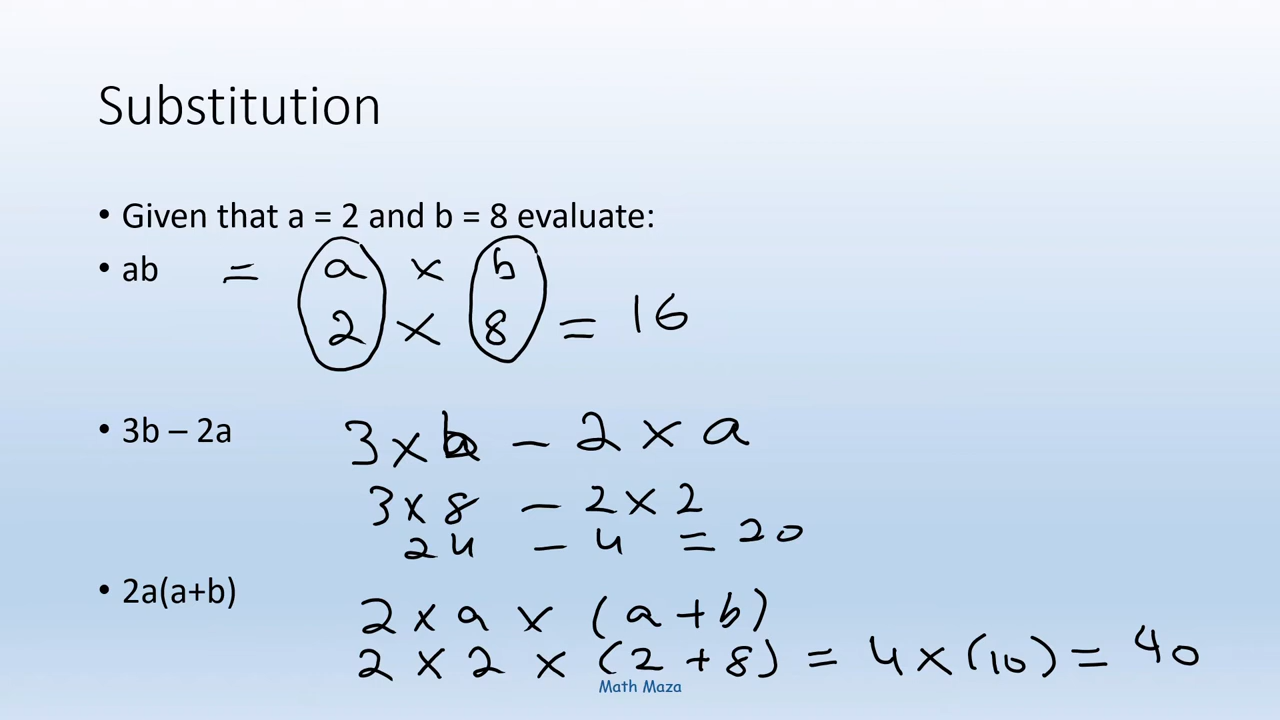 Substitution
• Given that a = 2 and b = 8 evaluate:
• ab = a × b
2 × 8 = 16
• 3b – 2a 3 × b – 2 × a
3 × 8 – 2 × 2
24 – 4 = 20
• 2a(a+b)
2 × a × (a + b)
2 × 2 × (2 + 8) = 4 × (10) = 40
Math Maza